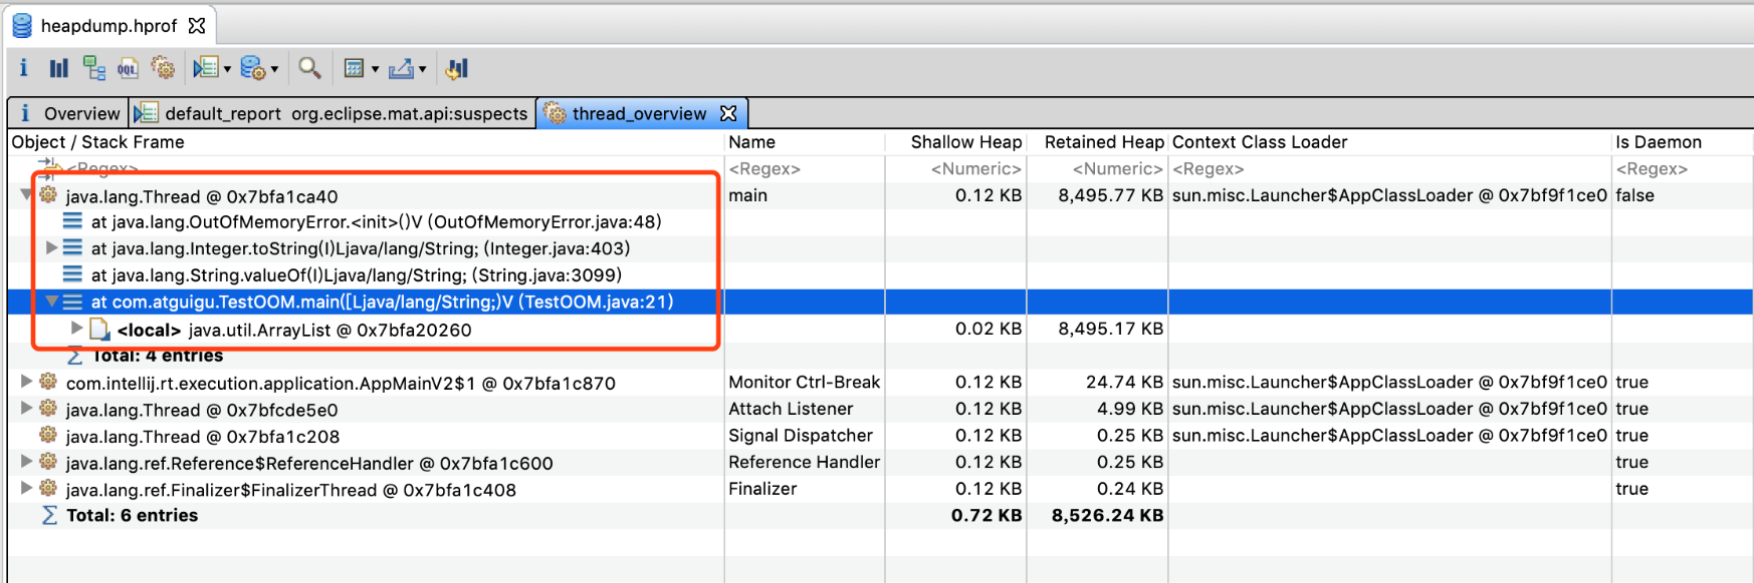 heapdump.hprof
i OQL
i Overview default_report org.eclipse.mat.api:suspects thread_overview
Object / Stack Frame Name Shallow Heap Retained Heap Context Class Loader Is Daemon
<Regex> <Regex> <Numeric> <Numeric> <Regex> <Regex>
java.lang.Thread @ 0x7bfa1ca40 main 0.12 KB 8,495.77 KB sun.misc.Launcher$AppClassLoader @ 0x7bf9f1ce0 false
at java.lang.OutOfMemoryError.<init>()V (OutOfMemoryError.java:48)
at java.lang.Integer.toString(I)Ljava/lang/String; (Integer.java:403)
at java.lang.String.valueOf(I)Ljava/lang/String; (String.java:3099)
at com.atguigu.TestOOM.main([Ljava/lang/String;)V (TestOOM.java:21)
<local> java.util.ArrayList @ 0x7bfa20260 0.02 KB 8,495.17 KB
Σ Total: 4 entries
com.intellij.rt.execution.application.AppMainV2$1 @ 0x7bfa1c870 Monitor Ctrl-Break 0.12 KB 24.74 KB sun.misc.Launcher$AppClassLoader @ 0x7bf9f1ce0 true
java.lang.Thread @ 0x7bfcde5e0 Attach Listener 0.12 KB 4.99 KB sun.misc.Launcher$AppClassLoader @ 0x7bf9f1ce0 true
java.lang.Thread @ 0x7bfa1c208 Signal Dispatcher 0.12 KB 0.25 KB sun.misc.Launcher$AppClassLoader @ 0x7bf9f1ce0 true
java.lang.ref.Reference$ReferenceHandler @ 0x7bfa1c600 Reference Handler 0.12 KB 0.25 KB true
java.lang.ref.Finalizer$FinalizerThread @ 0x7bfa1c408 Finalizer 0.12 KB 0.24 KB true
Σ Total: 6 entries 0.72 KB 8,526.24 KB